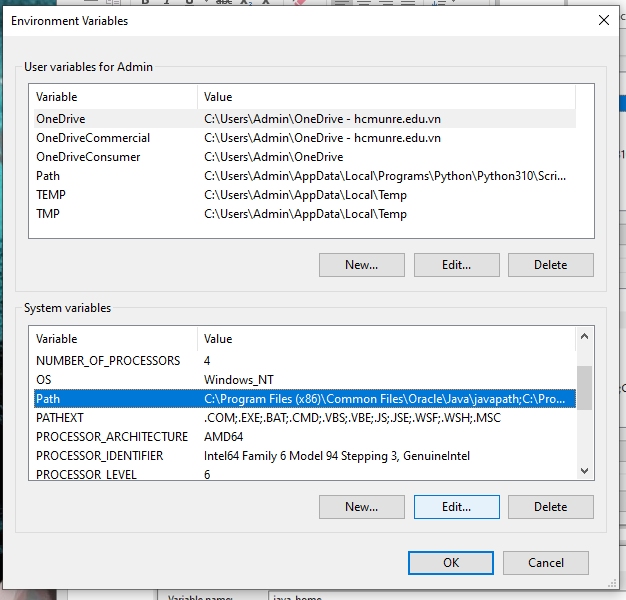 Environment Variables
User variables for Admin
Variable Value
OneDrive C:\Users\Admin\OneDrive - hcmunre.edu.vn
OneDriveCommercial C:\Users\Admin\OneDrive - hcmunre.edu.vn
OneDriveConsumer C:\Users\Admin\OneDrive
Path C:\Users\Admin\AppData\Local\Programs\Python\Python310\Scri...
TEMP C:\Users\Admin\AppData\Local\Temp
TMP C:\Users\Admin\AppData\Local\Temp
New... Edit... Delete
System variables
Variable Value
NUMBER_OF_PROCESSORS 4
OS Windows_NT
Path C:\Program Files (x86)\Common Files\Oracle\Java\javapath;C:\Pro...
PATHEXT .COM;.EXE;.BAT;.CMD;.VBS;.VBE;.JS;.JSE;.WSF;.WSH;.MSC
PROCESSOR_ARCHITECTURE AMD64
PROCESSOR_IDENTIFIER Intel64 Family 6 Model 94 Stepping 3, GenuineIntel
PROCESSOR_LEVEL 6
New... Edit... Delete
OK Cancel
Variable name: java_home